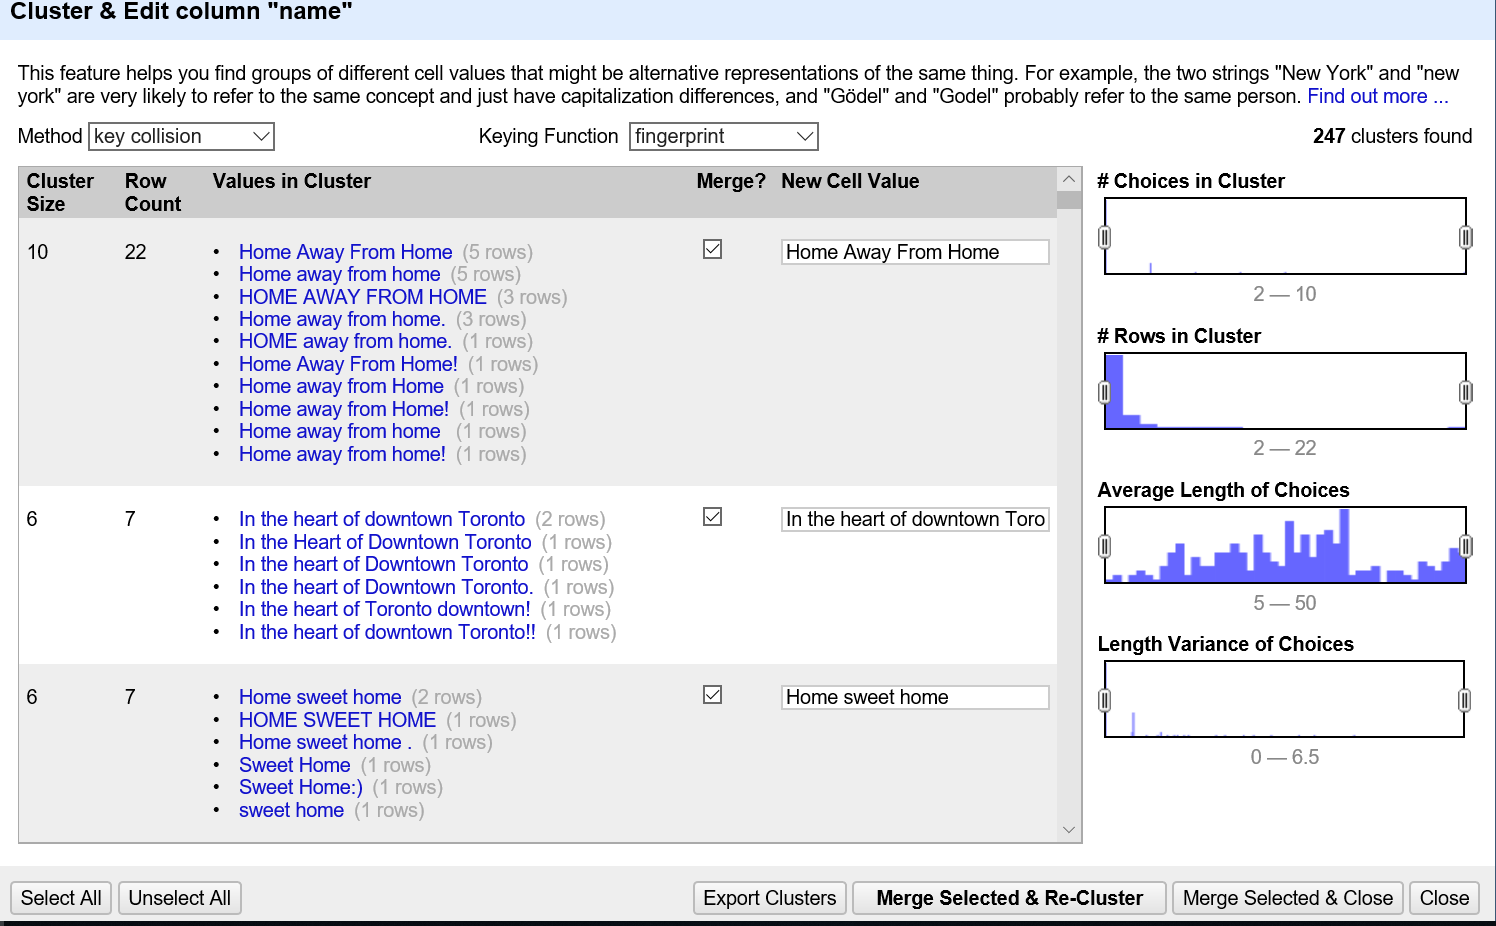 Cluster & Edit column "name"
This feature helps you find groups of different cell values that might be alternative representations of the same thing. For example, the two strings "New York" and "new
york" are very likely to refer to the same concept and just have capitalization differences, and "Gödel" and "Godel" probably refer to the same person. Find out more ...
Method key collision Keying Function fingerprint 247 clusters found
Cluster Size Row Count Values in Cluster Merge? New Cell Value
10 22 • Home Away From Home (5 rows) Home Away From Home
• Home away from home (5 rows)
• HOME AWAY FROM HOME (3 rows)
• Home away from home. (3 rows)
• HOME away from home. (1 rows)
• Home Away From Home! (1 rows)
• Home away from Home (1 rows)
• Home away from Home! (1 rows)
• Home away from home (1 rows)
• Home away from home! (1 rows)
6 7 • In the heart of downtown Toronto (2 rows) In the heart of downtown Toro
• In the Heart of Downtown Toronto (1 rows)
• In the heart of Downtown Toronto (1 rows)
• In the heart of Downtown Toronto. (1 rows)
• In the heart of Toronto downtown! (1 rows)
• In the heart of downtown Toronto!! (1 rows)
6 7 • Home sweet home (2 rows) Home sweet home
• HOME SWEET HOME (1 rows)
• Home sweet home . (1 rows)
• Sweet Home (1 rows)
• Sweet Home:) (1 rows)
• sweet home (1 rows)
# Choices in Cluster
2 — 10
# Rows in Cluster
2 — 22
Average Length of Choices
5 — 50
Length Variance of Choices
0 — 6.5
Select All Unselect All Export Clusters Merge Selected & Re-Cluster Merge Selected & Close Close